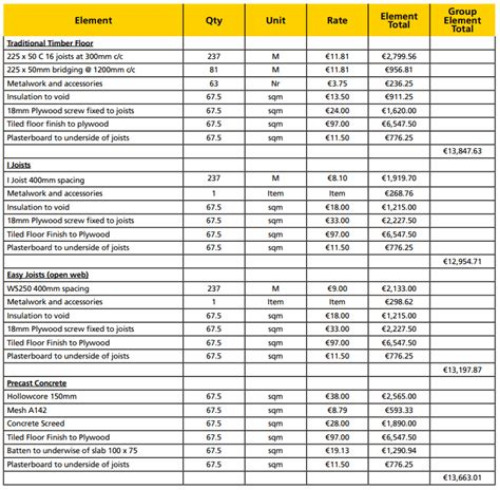 Element Qty Unit Rate Element Total Group Element Total
Traditional Timber Floor
225 x 50 C 16 joists at 300mm c/c 237 M €11.81 €2,799.56
225 x 50mm bridging @ 1200mm c/c 81 M €11.81 €956.81
Metalwork and accessories 63 Nr €3.75 €236.25
Insulation to void 67.5 sqm €13.50 €911.25
18mm Plywood screw fixed to joists 67.5 sqm €24.00 €1,620.00
Tiled floor finish to plywood 67.5 sqm €97.00 €6,547.50
Plasterboard to underside of joists 67.5 sqm €11.50 €776.25
€13,847.63
I Joists
I Joist 400mm spacing 237 M €8.10 €1,919.70
Metalwork and accessories 1 Item Item €268.76
Insulation to void 67.5 sqm €18.00 €1,215.00
18mm Plywood screw fixed to joists 67.5 sqm €33.00 €2,227.50
Tiled Floor Finish to Plywood 67.5 sqm €97.00 €6,547.50
Plasterboard to underside of joists 67.5 sqm €11.50 €776.25
€12,954.71
Easy Joists (open web)
WS250 400mm spacing 237 M €9.00 €2,133.00
Metalwork and accessories 1 Item Item €298.62
Insulation to void 67.5 sqm €18.00 €1,215.00
18mm Plywood screw fixed to joists 67.5 sqm €33.00 €2,227.50
Tiled Floor Finish to Plywood 67.5 sqm €97.00 €6,547.50
Plasterboard to underside of joists 67.5 sqm €11.50 €776.25
€13,197.87
Precast Concrete
Hollowcore 150mm 67.5 sqm €38.00 €2,565.00
Mesh A142 67.5 sqm €8.79 €593.33
Concrete Screed 67.5 sqm €28.00 €1,890.00
Tiled Floor Finish to Plywood 67.5 sqm €97.00 €6,547.50
Batten to underwise of slab 100 x 75 67.5 sqm €19.13 €1,290.94
Plasterboard to underside of joists 67.5 sqm €11.50 €776.25
€13,663.01